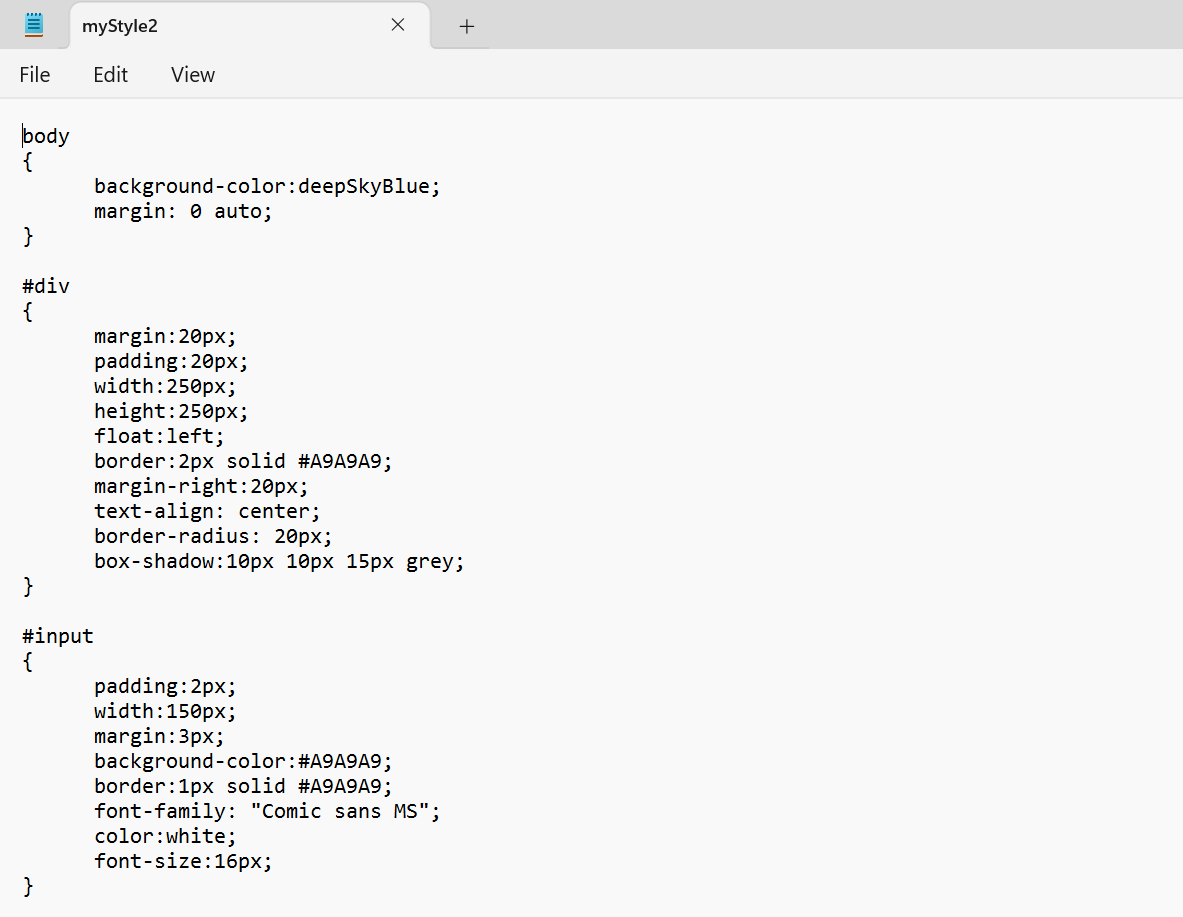 myStyle2
File Edit View
body
{
background-color:deepSkyBlue;
margin: 0 auto;
}
#div
{
margin:20px;
padding:20px;
width:250px;
height:250px;
float:left;
border:2px solid #A9A9A9;
margin-right:20px;
text-align: center;
border-radius: 20px;
box-shadow:10px 10px 15px grey;
}
#input
{
padding:2px;
width:150px;
margin:3px;
background-color:#A9A9A9;
border:1px solid #A9A9A9;
font-family: "Comic sans MS";
color:white;
font-size:16px;
}